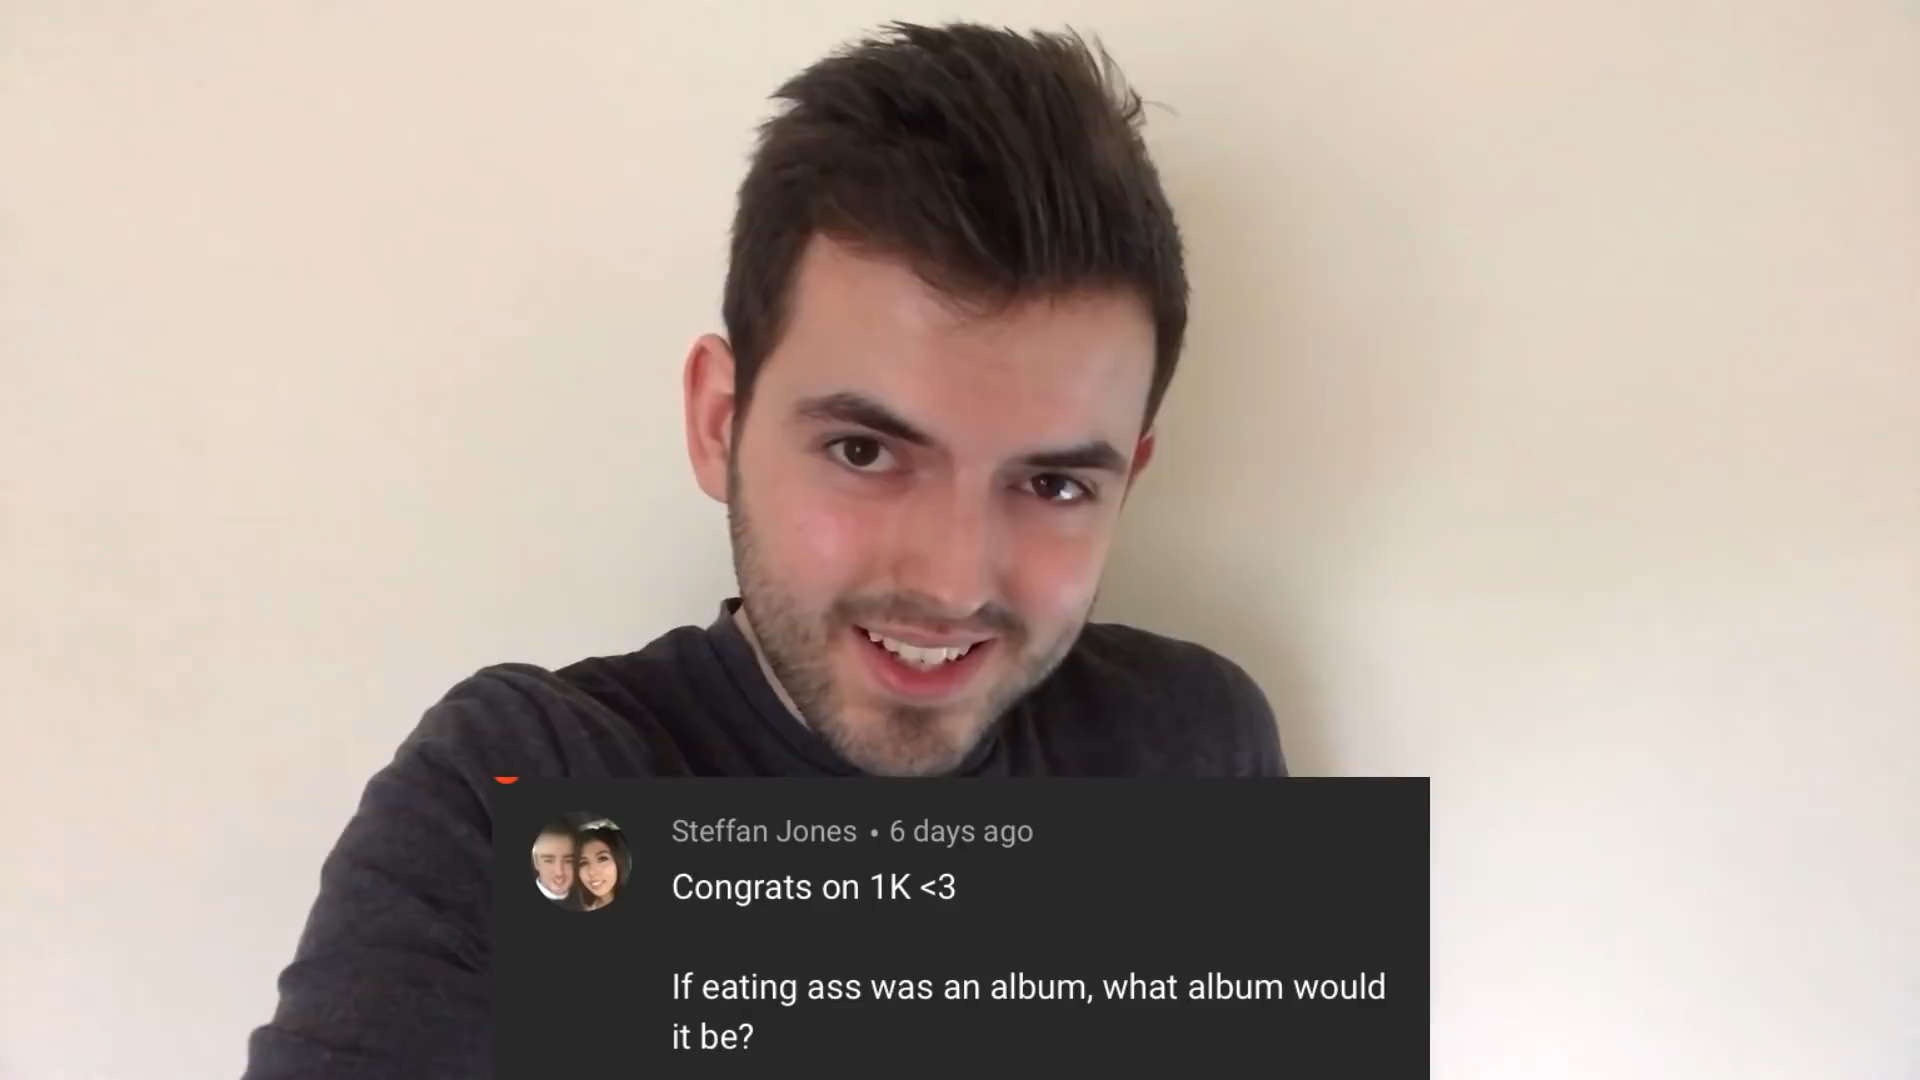 Steffan Jones • 6 days ago
Congrats on 1K <3
If eating ass was an album, what album would
it be?